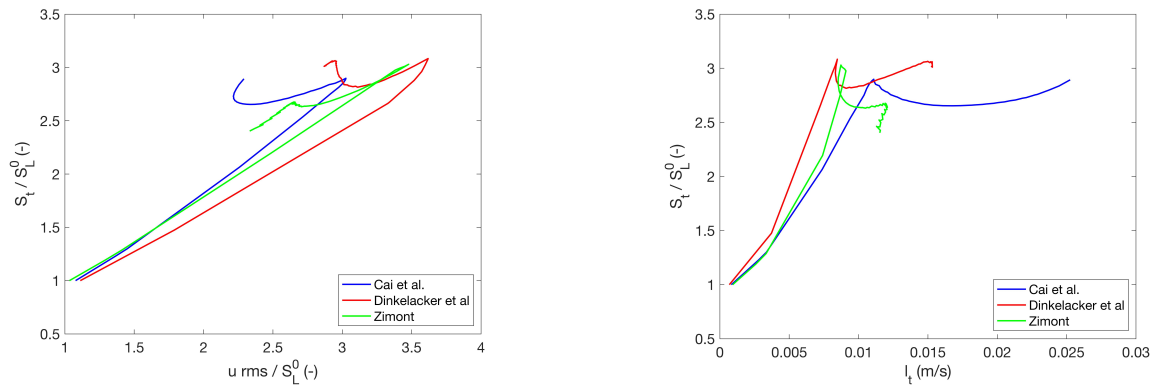 3.5
3
2.5
2
1.5
1
0.5
S_t / S_L^0 (-)
1 1.5 2 2.5 3 3.5 4
u rms / S_L^0 (-)
Cai et al.
Dinkelacker et al
Zimont
3.5
3
2.5
2
1.5
1
0.5
S_t / S_L^0 (-)
0 0.005 0.01 0.015 0.02 0.025 0.03
l_t (m/s)
Cai et al.
Dinkelacker et al
Zimont